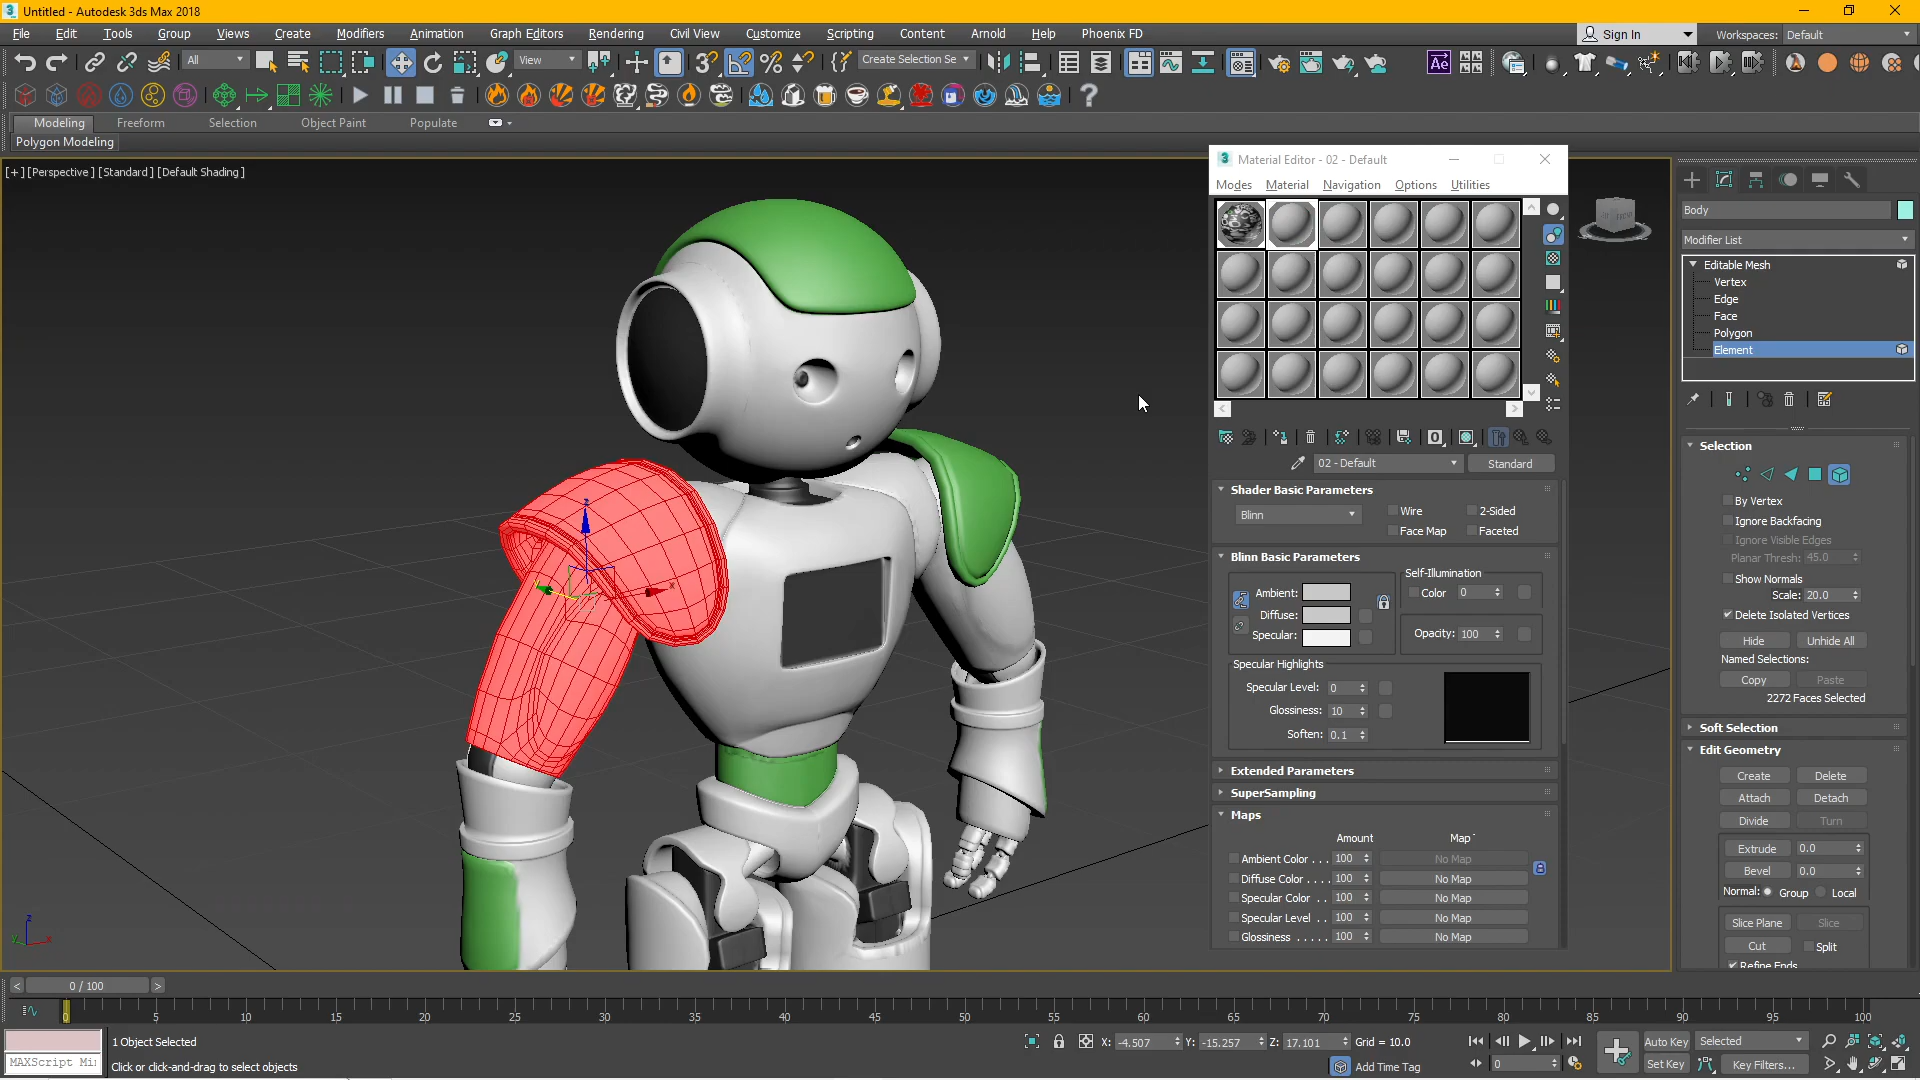 Untitled - Autodesk 3ds Max 2018
File Edit Tools Group Views Create Modifiers Animation Graph Editors Rendering Civil View Customize Scripting Content Arnold Help Phoenix FD Sign In Workspaces: Default
All View Create Selection Se Ae
Modeling Freeform Selection Object Paint Populate
Polygon Modeling
[+] [Perspective ] [Standard ] [Default Shading ]
Material Editor - 02 - Default
Modes Material Navigation Options Utilities
02 - Default Standard
Shader Basic Parameters
Blinn Wire 2-Sided
Face Map Faceted
Blinn Basic Parameters
Self-Illumination
Ambient: Color 0
Diffuse:
Specular: Opacity: 100
Specular Highlights
Specular Level: 0
Glossiness: 10
Soften: 0.1
Extended Parameters
SuperSampling
Maps
Amount Map
Ambient Color . . . 100 No Map
Diffuse Color . . . . 100 No Map
Specular Color . . 100 No Map
Specular Level . . 100 No Map
Glossiness . . . . . 100 No Map
Body
Modifier List
Editable Mesh
Vertex
Edge
Face
Polygon
Element
Selection
By Vertex
Ignore Backfacing
Ignore Visible Edges
Planar Thresh: 45.0
Show Normals
Scale: 20.0
Delete Isolated Vertices
Hide Unhide All
Named Selections:
Copy Paste
2272 Faces Selected
Soft Selection
Edit Geometry
Create Delete
Attach Detach
Divide Turn
Extrude 0.0
Bevel 0.0
Normal: Group Local
Slice Plane Slice
Cut Split
Refine Ends
z
x
z
y x
< 0 / 100 >
0 5 10 15 20 25 30 35 40 45 50 55 60 65 70 75 80 85 90 95 100
1 Object Selected X: -4.507 Y: -15.257 Z: 17.101 Grid = 10.0 Auto Key Selected
MAXScript Mi Click or click-and-drag to select objects Add Time Tag 0 Set Key Key Filters...